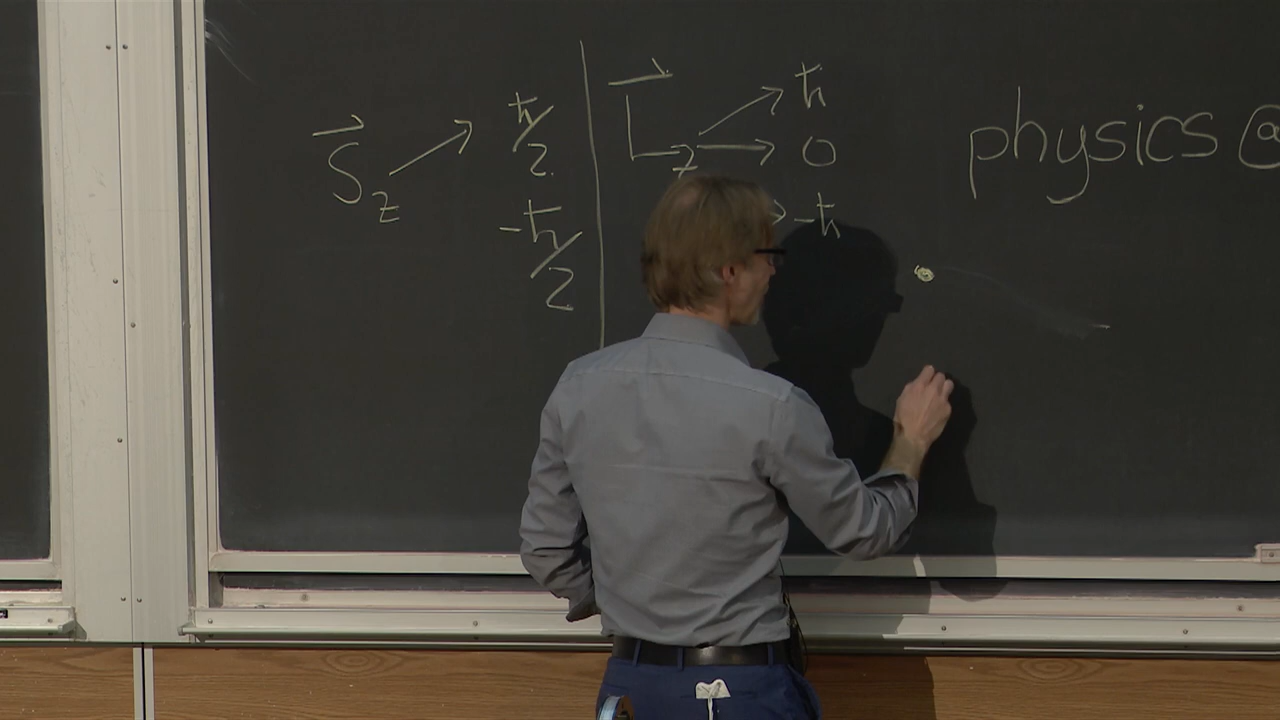 S⃗z → ħ/2
-ħ/2
L⃗z → ħ
→ 0
→ -ħ
physics @